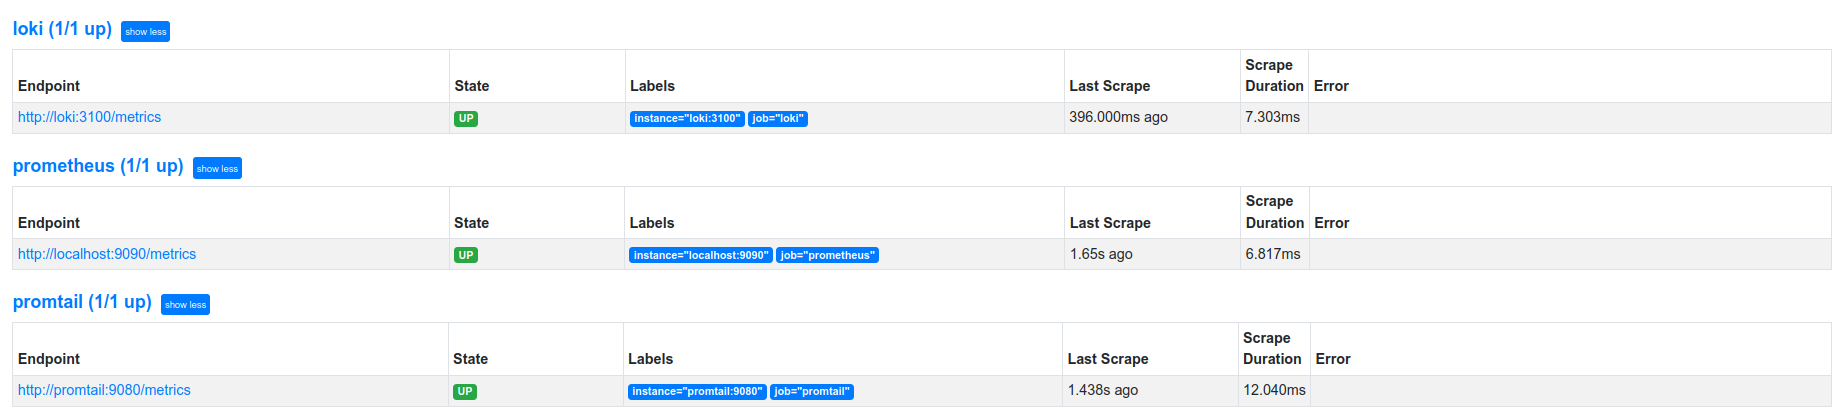 loki (1/1 up) show less
Endpoint State Labels Last Scrape Scrape Duration Error
http://loki:3100/metrics UP instance="loki:3100" job="loki" 396.000ms ago 7.303ms
prometheus (1/1 up) show less
Endpoint State Labels Last Scrape Scrape Duration Error
http://localhost:9090/metrics UP instance="localhost:9090" job="prometheus" 1.65s ago 6.817ms
promtail (1/1 up) show less
Endpoint State Labels Last Scrape Scrape Duration Error
http://promtail:9080/metrics UP instance="promtail:9080" job="promtail" 1.438s ago 12.040ms